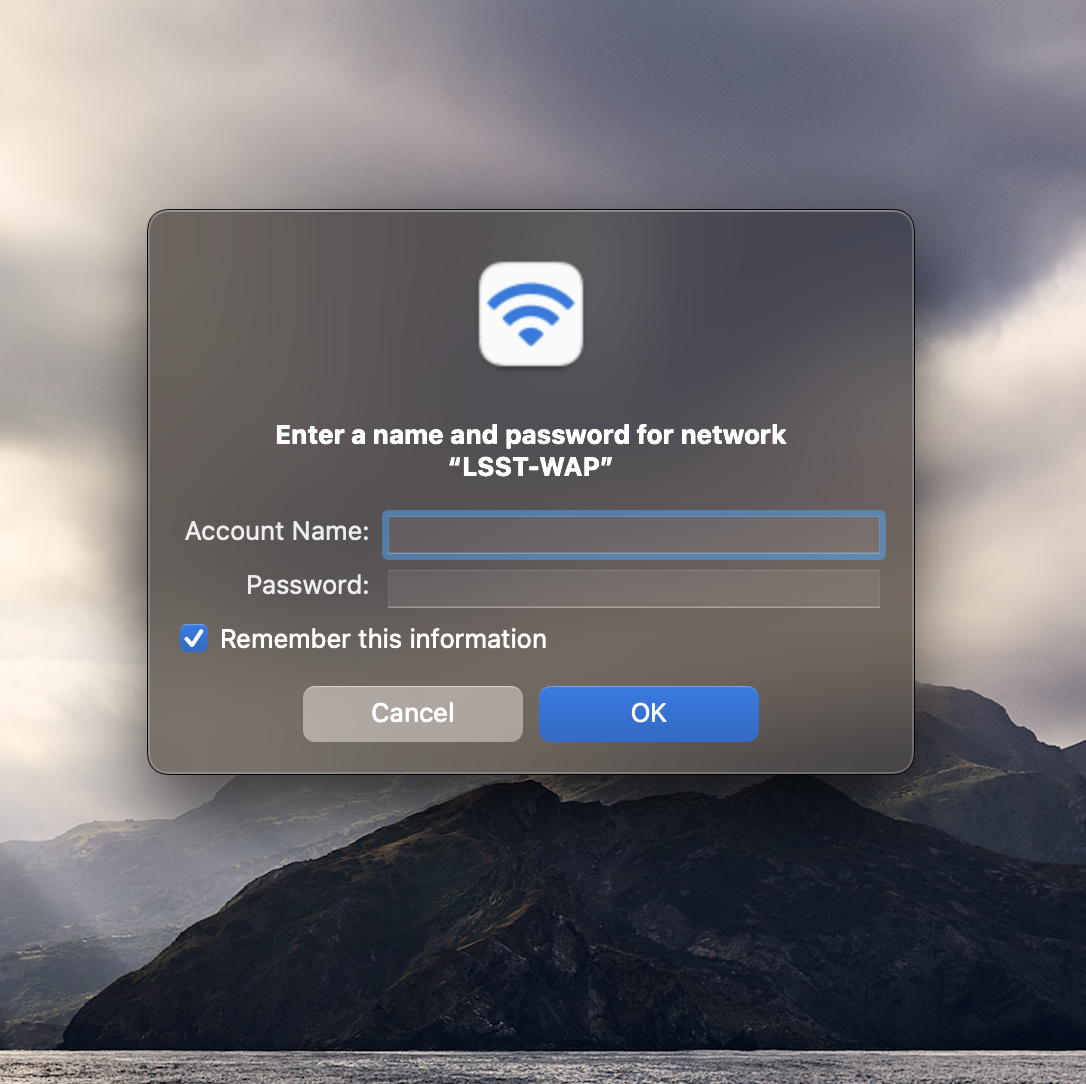 Enter a name and password for network
“LSST-WAP”
Account Name:
Password:
Remember this information
Cancel
OK